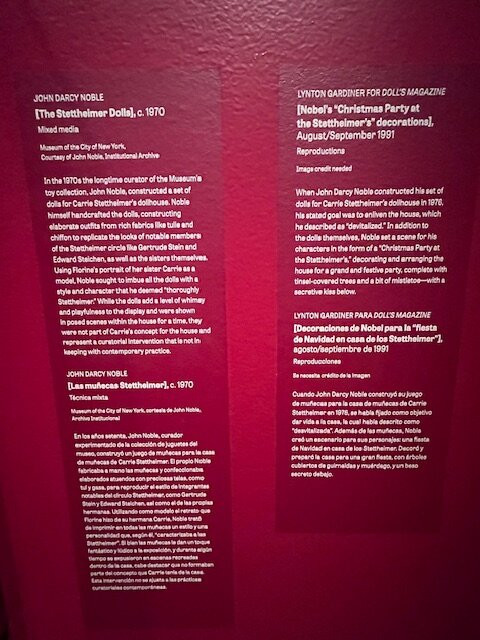 JOHN DARCY NOBLE
[The Stettheimer Dolls], c. 1970
Mixed media
Museum of the City of New York,
Courtesy of John Noble, Institutional Archive
In the 1970s the longtime curator of the Museum's
toy collection, John Noble, constructed a set of
dolls for Carrie Stettheimer's dollhouse. Noble
himself handcrafted the dolls, constructing
elaborate outfits from rich fabrics like tulle and
chiffon to replicate the looks of notable members
of the Stettheimer circle like Gertrude Stein and
Edward Steichen, as well as the sisters themselves.
Using Florine's portrait of her sister Carrie as a
model, Noble sought to imbue all the dolls with a
style and character that he deemed "thoroughly
Stettheimer." While the dolls add a level of whimsy
and playfulness to the display and were shown
in posed scenes within the house for a time, they
were not part of Carrie's concept for the house and
represent a curatorial intervention that is not in
keeping with contemporary practice.
JOHN DARCY NOBLE
[Las muñecas Stettheimer], c. 1970
Técnica mixta
Museum of the City of New York, cortesía de John Noble,
Archivo Institucional
En los años setenta, John Noble, curador
experimentado de la colección de juguetes del
museo, construyó un juego de muñecas para la casa
de muñecas de Carrie Stettheimer. El propio Noble
fabricaba a mano las muñecas y confeccionaba
elaborados atuendos con preciosas telas, como
tul y gasa, para reproducir el estilo de integrantes
notables del círculo Stettheimer, como Gertrude
Stein y Edward Steichen, así como el de las propias
hermanas. Utilizando como modelo el retrato que
Florine hizo de su hermana Carrie, Noble trató
de imprimir en todas las muñecas un estilo y una
personalidad que, según él, "caracterizaba a las
Stettheimer". Si bien las muñecas le dan un toque
fantástico y lúdico a la exposición, y durante algún
tiempo se expusieron en escenas recreadas
dentro de la casa, cabe destacar que no formaban
parte del concepto que Carrie tenía de la casa.
Esta intervención no se ajusta a las prácticas
curatoriales contemporáneas.
LYNTON GARDINER FOR DOLL'S MAGAZINE
[Nobel's "Christmas Party at
the Stettheimer's" decorations],
August/September 1991
Reproductions
Image credit needed
When John Darcy Noble constructed his set of
dolls for Carrie Stettheimer's dollhouse in 1976,
his stated goal was to enliven the house, which
he described as "devitalized." In addition to
the dolls themselves, Noble set a scene for his
characters in the form of a "Christmas Party at
the Stettheimer's," decorating and arranging the
house for a grand and festive party, complete with
tinsel-covered trees and a bit of mistletoe—with a
secretive kiss below.
LYNTON GARDINER PARA DOLL'S MAGAZINE
[Decoraciones de Nobel para la "fiesta
de Navidad en casa de los Stettheimer"],
agosto/septiembre de 1991
Reproducciones
Se necesita crédito de la imagen
Cuando John Darcy Noble construyó su juego
de muñecas para la casa de muñecas de Carrie
Stettheimer en 1976, se había fijado como objetivo
dar vida a la casa, la cual había descrito como
"desvitalizada". Además de las muñecas, Noble
creó un escenario para sus personajes: una fiesta
de Navidad en casa de los Stettheimer. Decoró y
preparó la casa para una gran fiesta, con árboles
cubiertos de guirnaldas y muérdago, y un beso
secreto debajo.